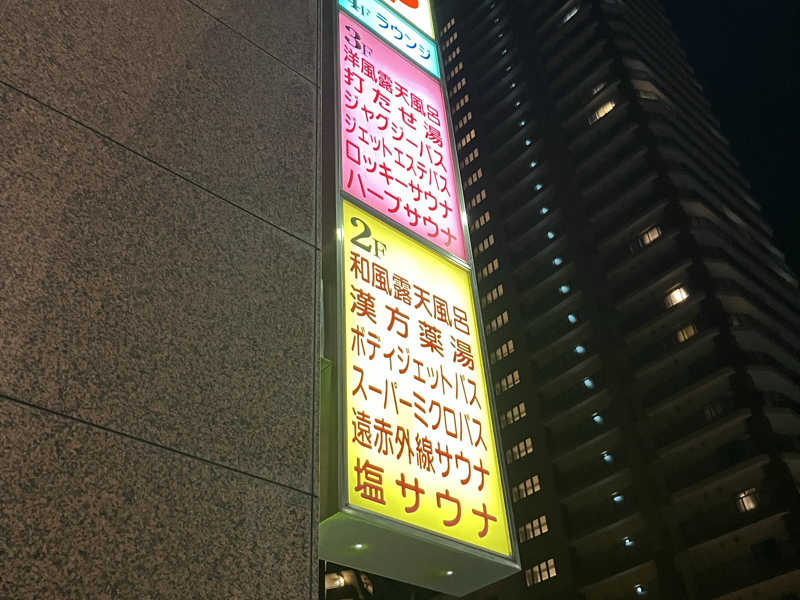 4F ラウンジ
3F
洋風露天風呂
打たせ湯
ジャクジーバス
ジェットエステバス
ロッキーサウナ
ハーブサウナ
2F
和風露天風呂
漢方薬湯
ボディジェットバス
スーパーミクロバス
遠赤外線サウナ
塩サウナ